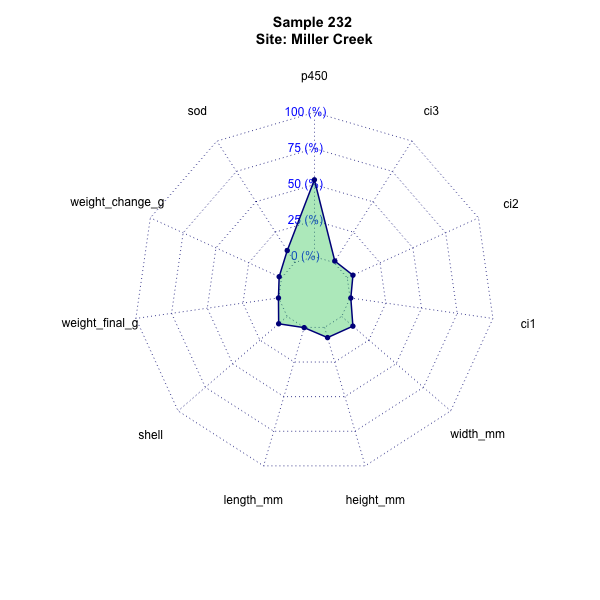 Sample 232
Site: Miller Creek
p450
sod
ci3
100 (%)
75 (%)
50 (%)
25 (%)
0 (%)
weight_change_g
ci2
weight_final_g
ci1
shell
width_mm
length_mm
height_mm